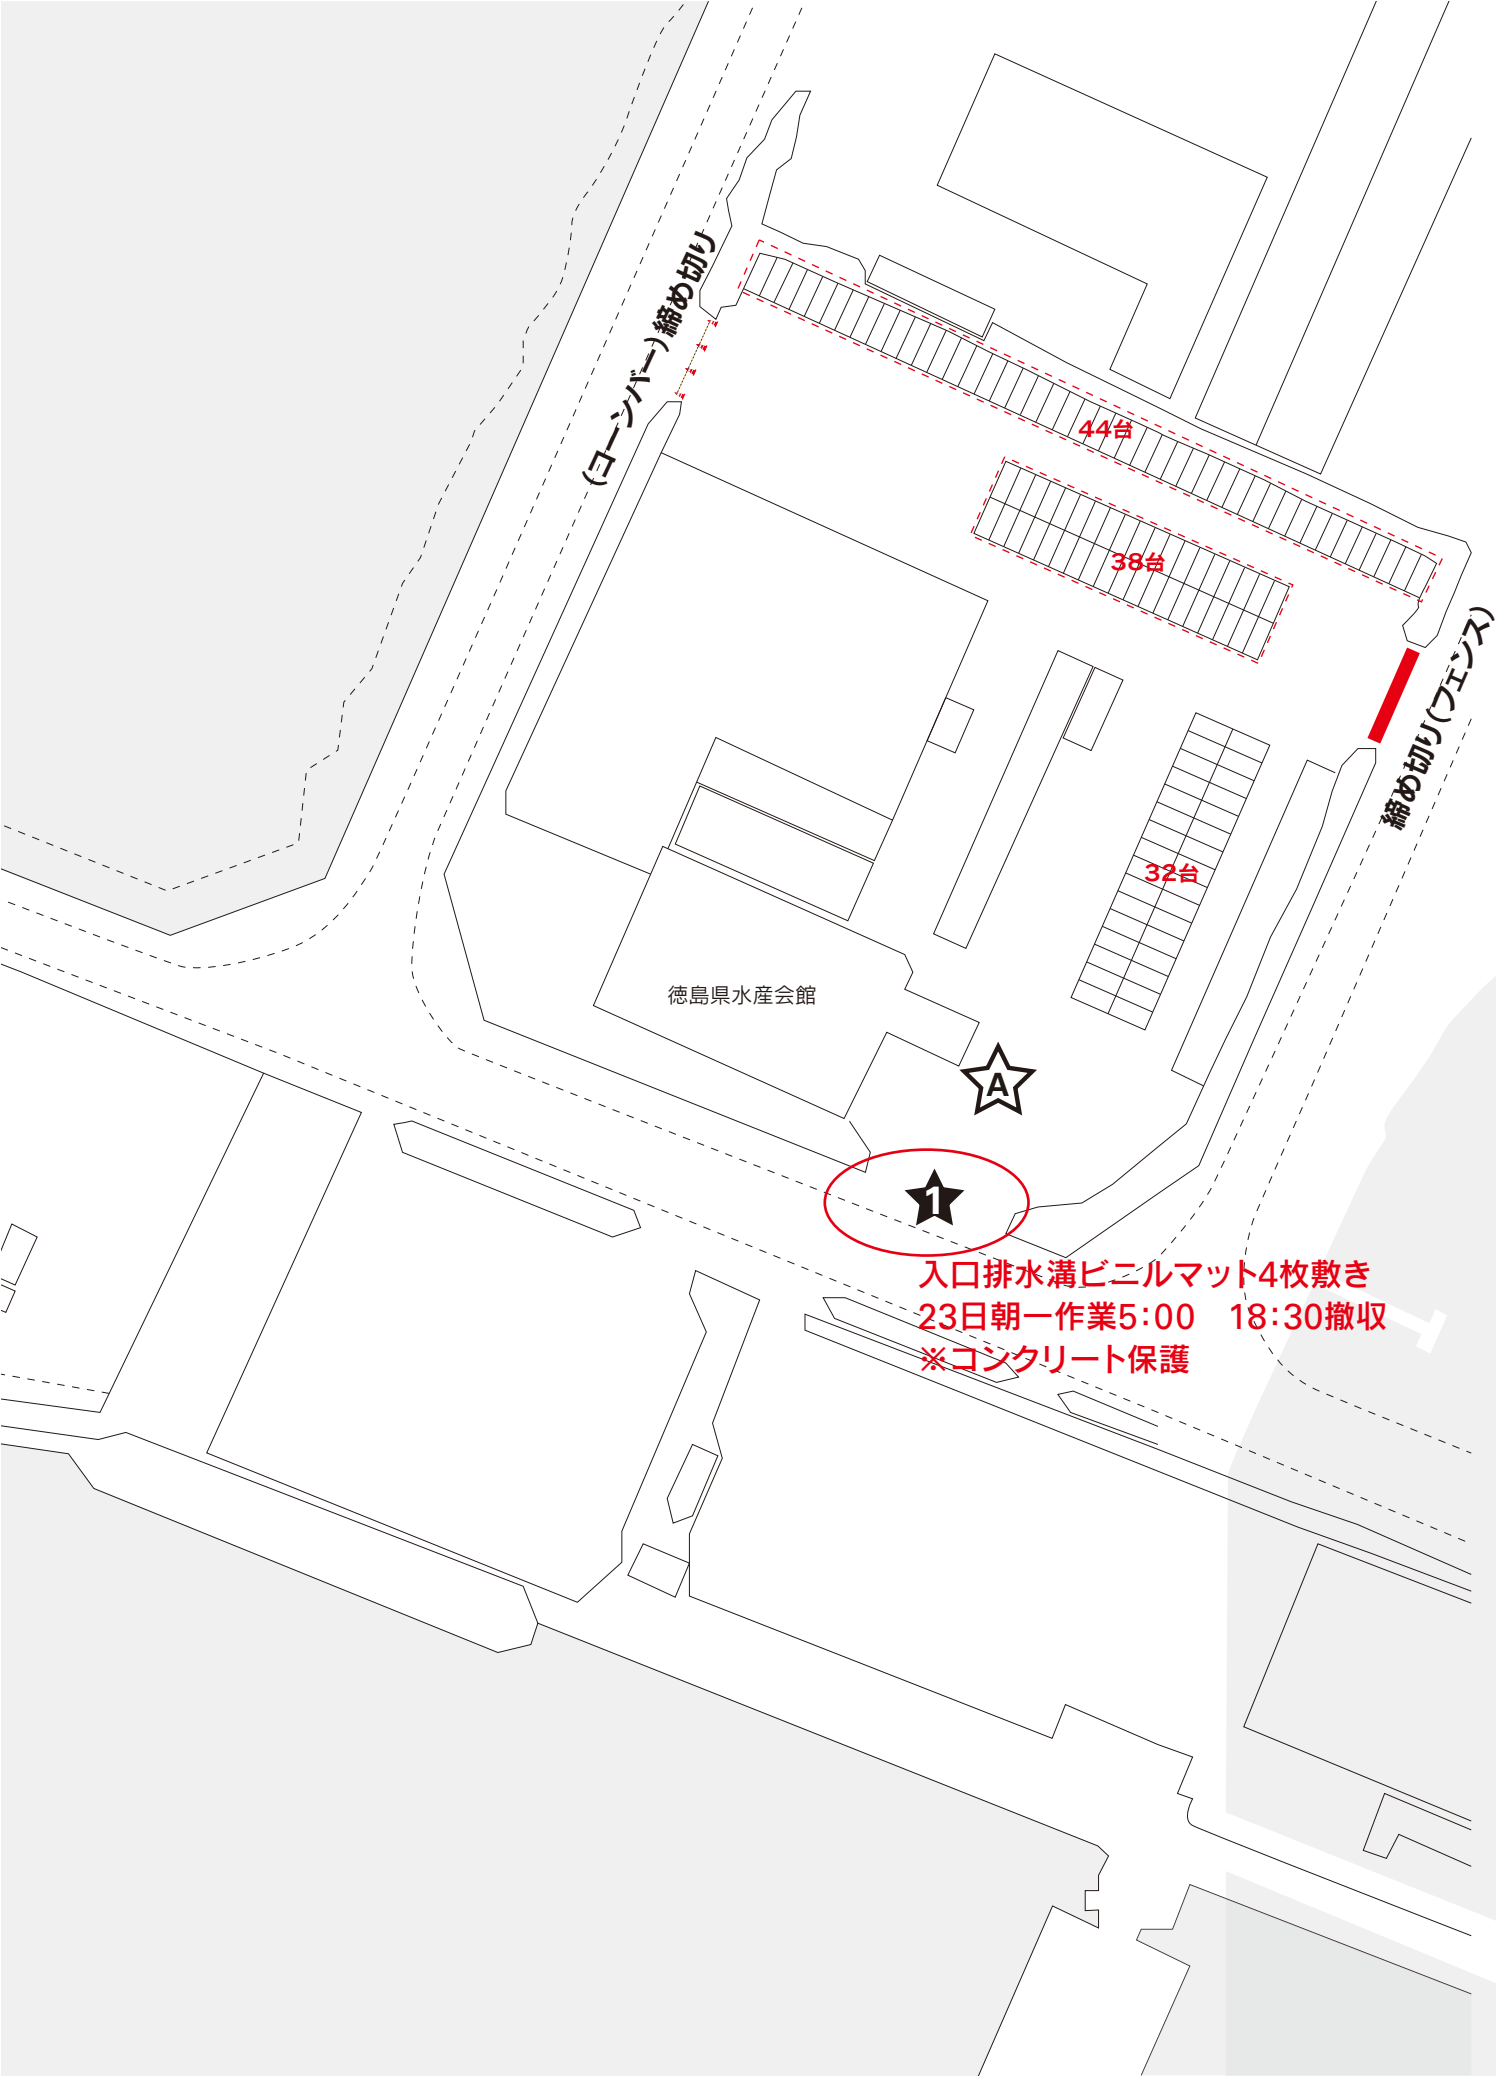 (コーンバー)締め切り
44台
38台
締め切り(フェンス)
32台
徳島県水産会館
A
1
入口排水溝ビニルマット4枚敷き
23日朝一作業5:00　18:30撤収
※コンクリート保護